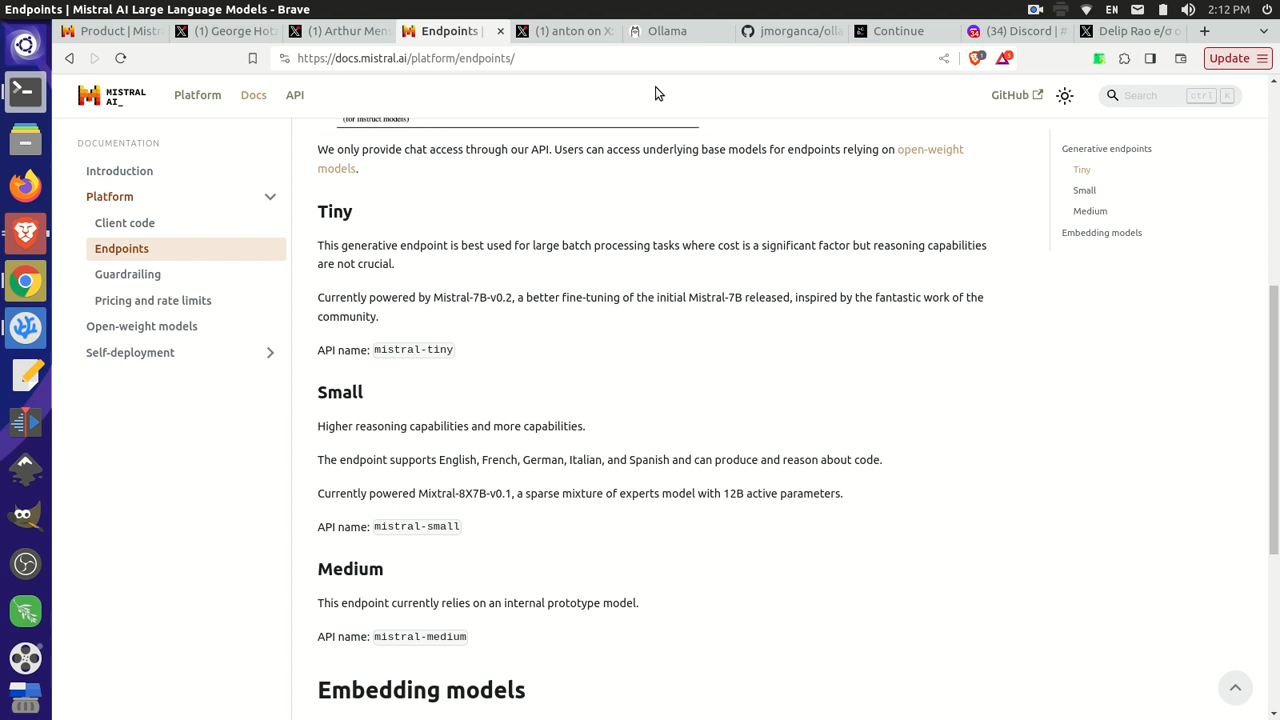 Endpoints | Mistral AI Large Language Models - Brave
EN
2:12 PM
Product | Mistr
(1) George Hotz
(1) Arthur Mens
Endpoints |
(1) anton on X:
Ollama
jmorganca/olla
Continue
(34) Discord | #
Delip Rao e/σ
https://docs.mistral.ai/platform/endpoints/
Update
MISTRAL
AI_
Platform
Docs
API
GitHub
Search
ctrl
K
DOCUMENTATION
Introduction
Platform
Client code
Endpoints
Guardrailing
Pricing and rate limits
Open-weight models
Self-deployment
(for Instruct models)
We only provide chat access through our API. Users can access underlying base models for endpoints relying on open-weight
models.
Tiny
This generative endpoint is best used for large batch processing tasks where cost is a significant factor but reasoning capabilities
are not crucial.
Currently powered by Mistral-7B-v0.2, a better fine-tuning of the initial Mistral-7B released, inspired by the fantastic work of the
community.
API name: mistral-tiny
Small
Higher reasoning capabilities and more capabilities.
The endpoint supports English, French, German, Italian, and Spanish and can produce and reason about code.
Currently powered Mixtral-8X7B-v0.1, a sparse mixture of experts model with 12B active parameters.
API name: mistral-small
Medium
This endpoint currently relies on an internal prototype model.
API name: mistral-medium
Embedding models
Generative endpoints
Tiny
Small
Medium
Embedding models